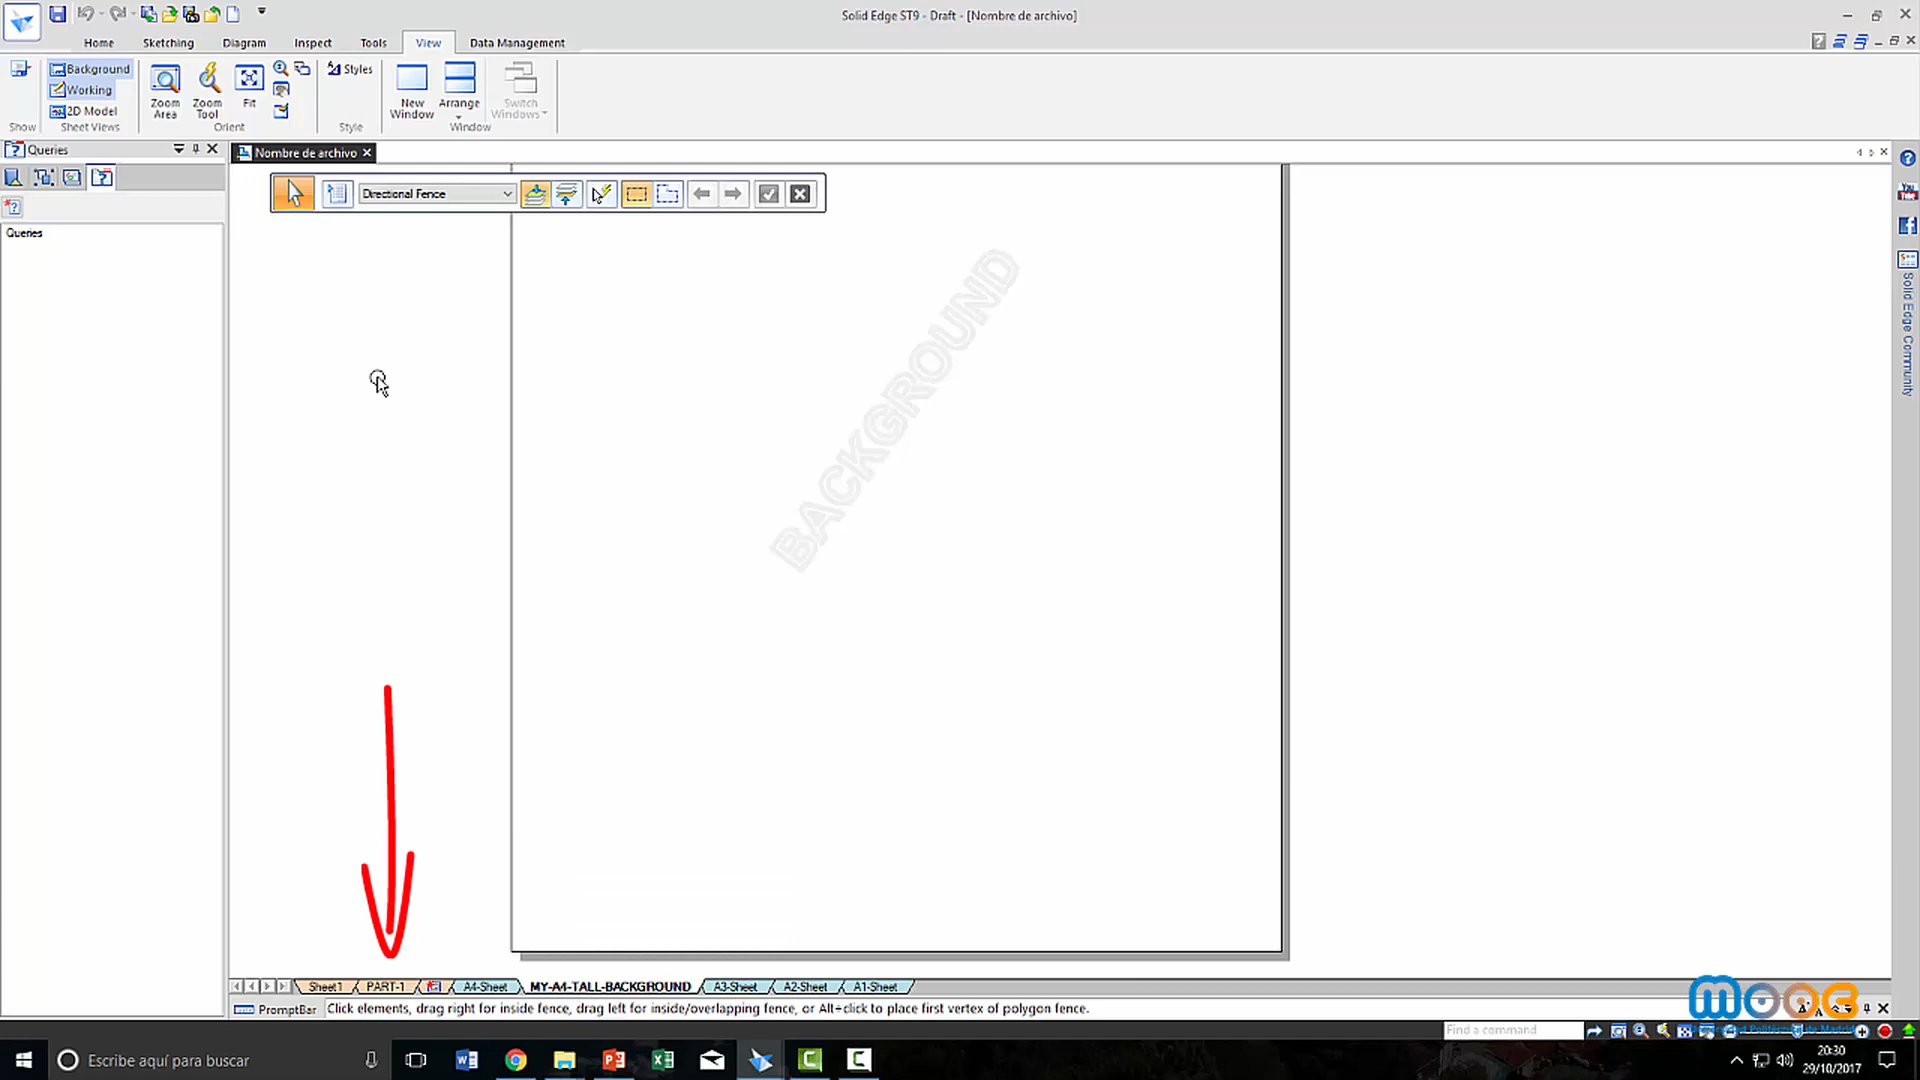 Solid Edge ST9 - Draft - [Nombre de archivo]
Home Sketching Diagram Inspect Tools View Data Management
Background
Working
2D Model
Zoom Area
Zoom Tool
Fit
Styles
New Window
Arrange
Switch Windows
Show Sheet Views Orient Style Window
Queries
Nombre de archivo
Directional Fence
Queries
BACKGROUND
Solid Edge Community
Sheet1 PART-1 A4-Sheet MY-A4-TALL-BACKGROUND A3-Sheet A2-Sheet A1-Sheet
PromptBar Click elements, drag right for inside fence, drag left for inside/overlapping fence, or Alt+click to place first vertex of polygon fence.
mooc
Find a command
Escribe aquí para buscar
20:30
29/10/2017